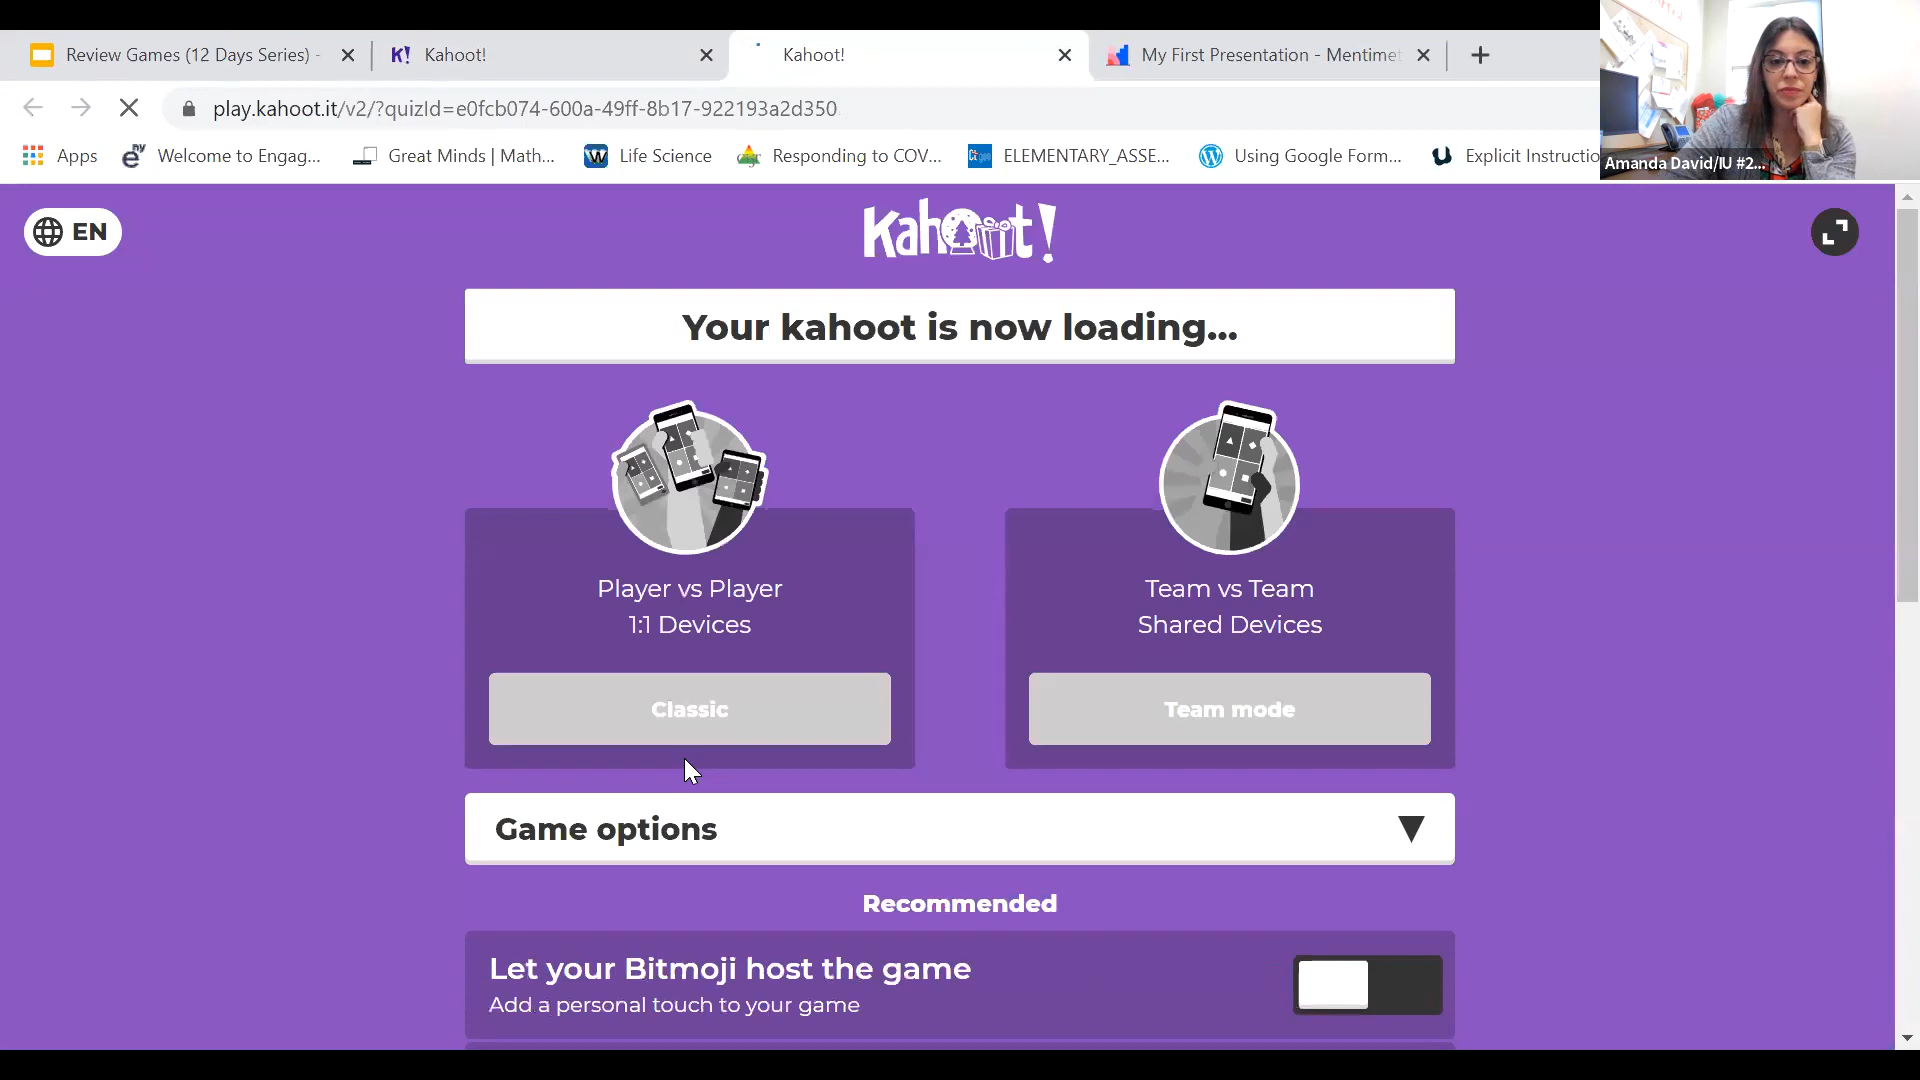 Review Games (12 Days Series) -
Kahoot!
Kahoot!
My First Presentation - Mentimet
play.kahoot.it/v2/?quizId=e0fcb074-600a-49ff-8b17-922193a2d350
Apps
Welcome to Engag...
Great Minds | Math...
Life Science
Responding to COV...
ELEMENTARY_ASSE...
Using Google Form...
Explicit Instructio
Amanda David/IU #2...
EN
Kahoot!
Your kahoot is now loading...
Player vs Player
1:1 Devices
Classic
Team vs Team
Shared Devices
Team mode
Game options
Recommended
Let your Bitmoji host the game
Add a personal touch to your game